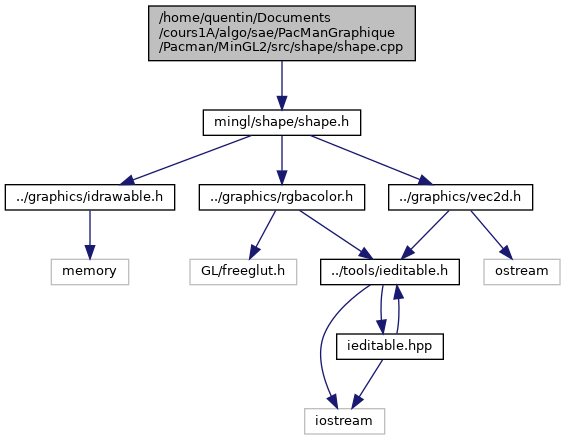 /home/quentin/Documents
/cours1A/algo/sae/PacManGraphique
/Pacman/MinGL2/src/shape/shape.cpp
mingl/shape/shape.h
../graphics/idrawable.h
../graphics/rgbacolor.h
../graphics/vec2d.h
memory
GL/freeglut.h
../tools/ieditable.h
ostream
ieditable.hpp
iostream